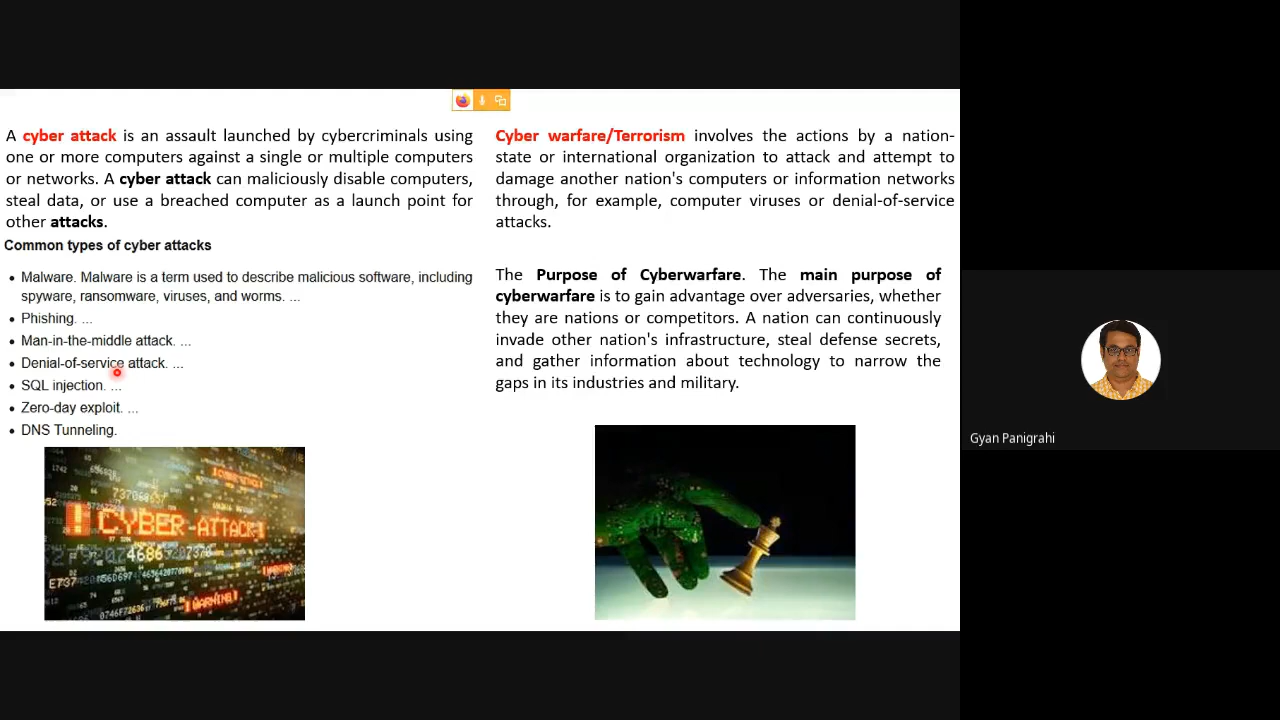 A cyber attack is an assault launched by cybercriminals using
one or more computers against a single or multiple computers
or networks. A cyber attack can maliciously disable computers,
steal data, or use a breached computer as a launch point for
other attacks.
Common types of cyber attacks
• Malware. Malware is a term used to describe malicious software, including
spyware, ransomware, viruses, and worms. ...
• Phishing. ...
• Man-in-the-middle attack. ...
• Denial-of-service attack. ...
• SQL injection. ...
• Zero-day exploit. ...
• DNS Tunneling.
CYBER-ATTACK
4686
E737
WARNING
Cyber warfare/Terrorism involves the actions by a nation-
state or international organization to attack and attempt to
damage another nation's computers or information networks
through, for example, computer viruses or denial-of-service
attacks.
The Purpose of Cyberwarfare. The main purpose of
cyberwarfare is to gain advantage over adversaries, whether
they are nations or competitors. A nation can continuously
invade other nation's infrastructure, steal defense secrets,
and gather information about technology to narrow the
gaps in its industries and military.
Gyan Panigrahi